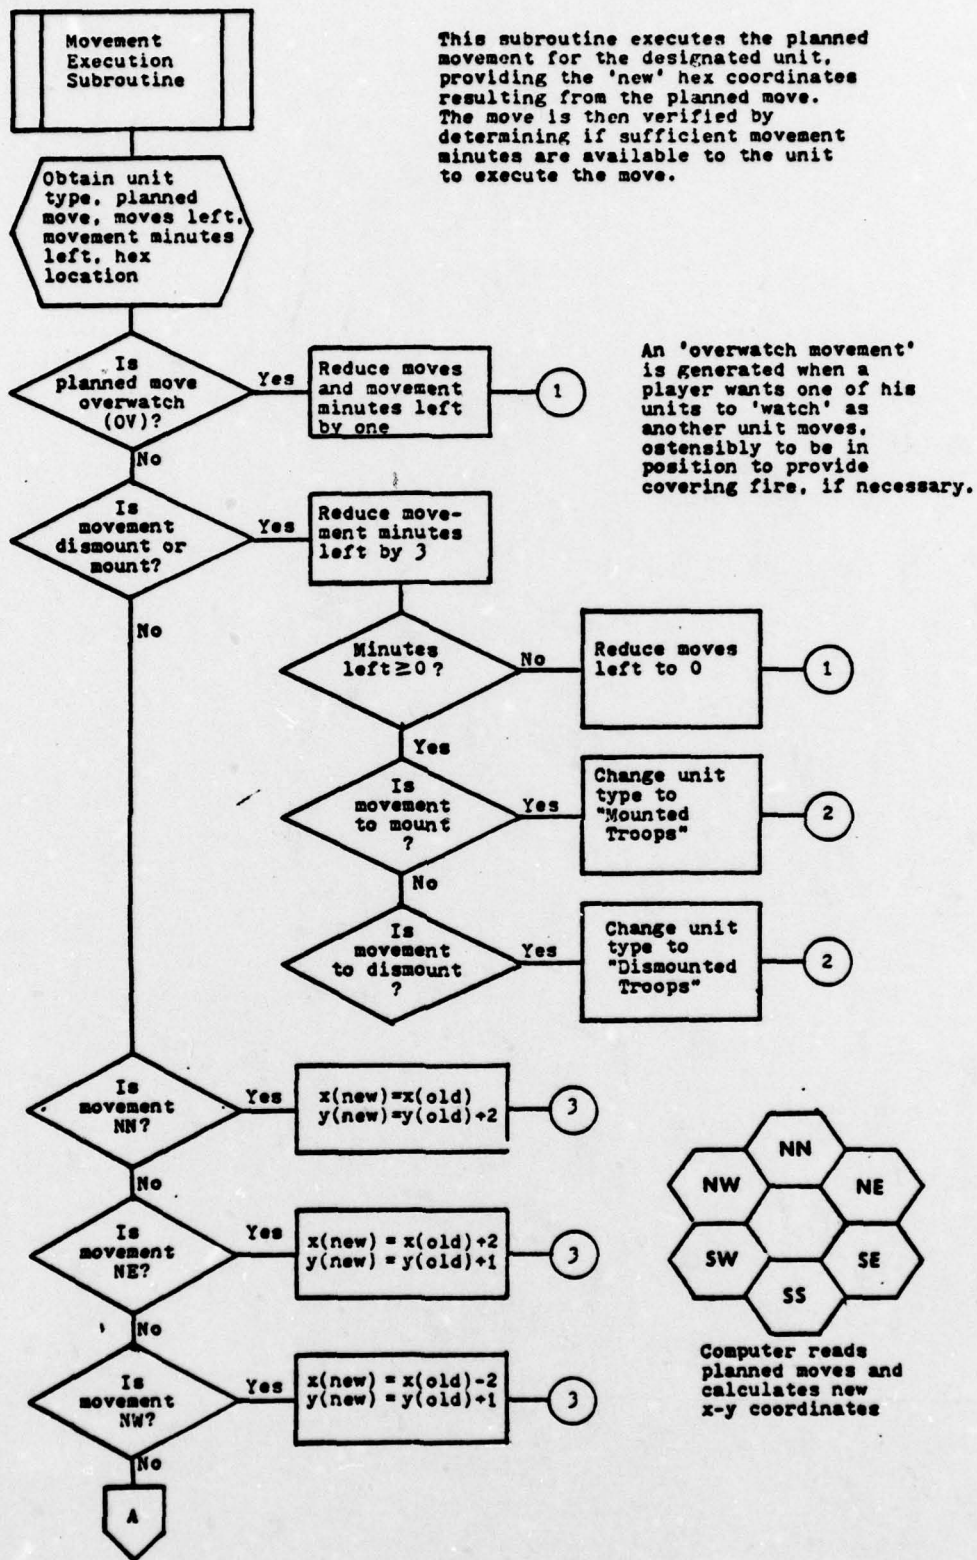 Movement
Execution
Subroutine
This subroutine executes the planned
movement for the designated unit,
providing the 'new' hex coordinates
resulting from the planned move.
The move is then verified by
determining if sufficient movement
minutes are available to the unit
to execute the move.
Obtain unit
type, planned
move, moves left,
movement minutes
left, hex
location
Is
planned move
overwatch
(OV)?
Yes
Reduce moves
and movement
minutes left
by one
1
An 'overwatch movement'
is generated when a
player wants one of his
units to 'watch' as
another unit moves,
ostensibly to be in
position to provide
covering fire, if necessary.
No
Is
movement
dismount or
mount?
Yes
Reduce move-
ment minutes
left by 3
No
Minutes
left ≥ 0 ?
No
Reduce moves
left to 0
1
Yes
Is
movement
to mount
?
Yes
Change unit
type to
"Mounted
Troops"
2
No
Is
movement
to dismount
?
Yes
Change unit
type to
"Dismounted
Troops"
2
Is
movement
NN?
Yes
x(new)=x(old)
y(new)=y(old)+2
3
No
Is
movement
NE?
Yes
x(new) = x(old)+2
y(new) = y(old)+1
3
No
Is
movement
NW?
Yes
x(new) = x(old)-2
y(new) = y(old)+1
3
No
A
NN
NW
NE
SW
SE
SS
Computer reads
planned moves and
calculates new
x-y coordinates